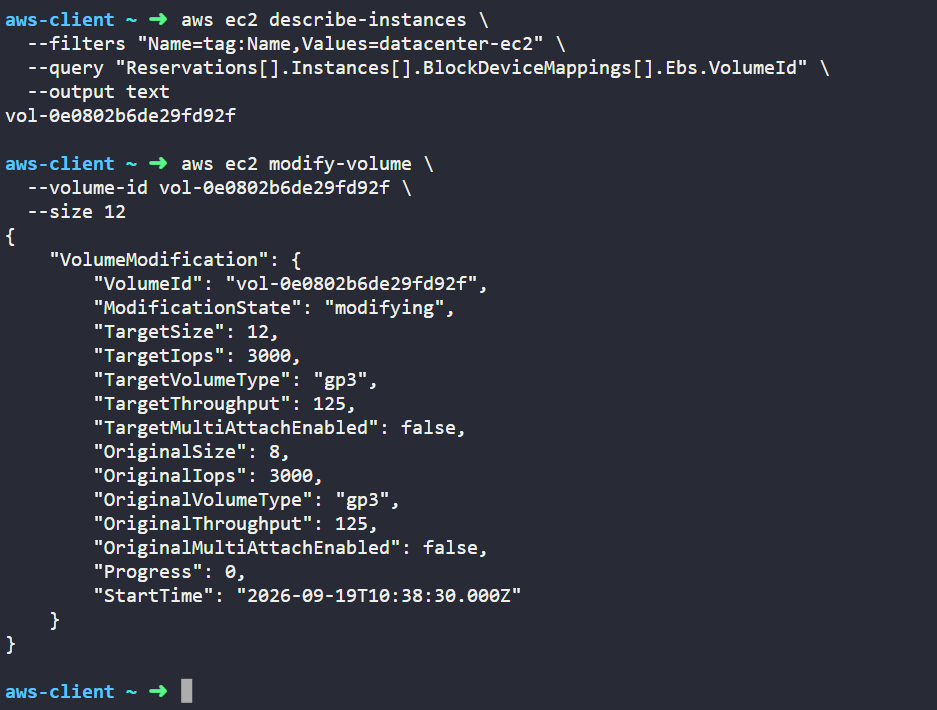 aws-client ~ ➜ aws ec2 describe-instances \
  --filters "Name=tag:Name,Values=datacenter-ec2" \
  --query "Reservations[].Instances[].BlockDeviceMappings[].Ebs.VolumeId" \
  --output text
vol-0e0802b6de29fd92f

aws-client ~ ➜ aws ec2 modify-volume \
  --volume-id vol-0e0802b6de29fd92f \
  --size 12
{
    "VolumeModification": {
        "VolumeId": "vol-0e0802b6de29fd92f",
        "ModificationState": "modifying",
        "TargetSize": 12,
        "TargetIops": 3000,
        "TargetVolumeType": "gp3",
        "TargetThroughput": 125,
        "TargetMultiAttachEnabled": false,
        "OriginalSize": 8,
        "OriginalIops": 3000,
        "OriginalVolumeType": "gp3",
        "OriginalThroughput": 125,
        "OriginalMultiAttachEnabled": false,
        "Progress": 0,
        "StartTime": "2026-09-19T10:38:30.000Z"
    }
}

aws-client ~ ➜